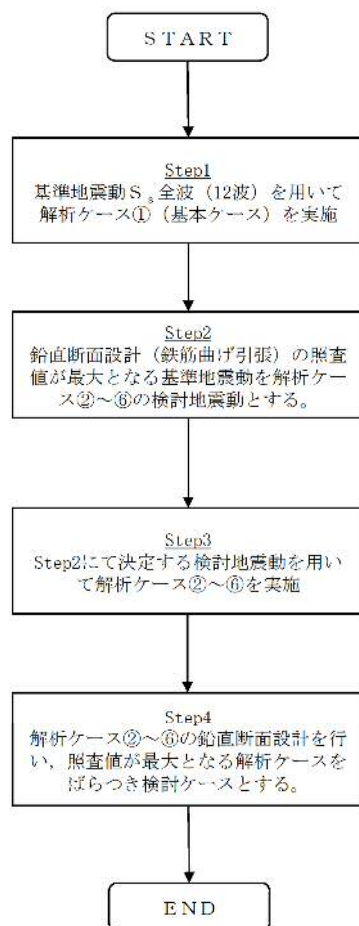 ＳＴＡＲＴ
Step1
基準地震動Ｓｓ全波（12波）を用いて
解析ケース①（基本ケース）を実施
Step2
鉛直断面設計（鉄筋曲げ引張）の照査
値が最大となる基準地震動を解析ケー
ス②～⑥の検討地震動とする。
Step3
Step2にて決定する検討地震動を用い
て解析ケース②～⑥を実施
Step4
解析ケース②～⑥の鉛直断面設計を行
い，照査値が最大となる解析ケースを
ばらつき検討ケースとする。
ＥＮＤ